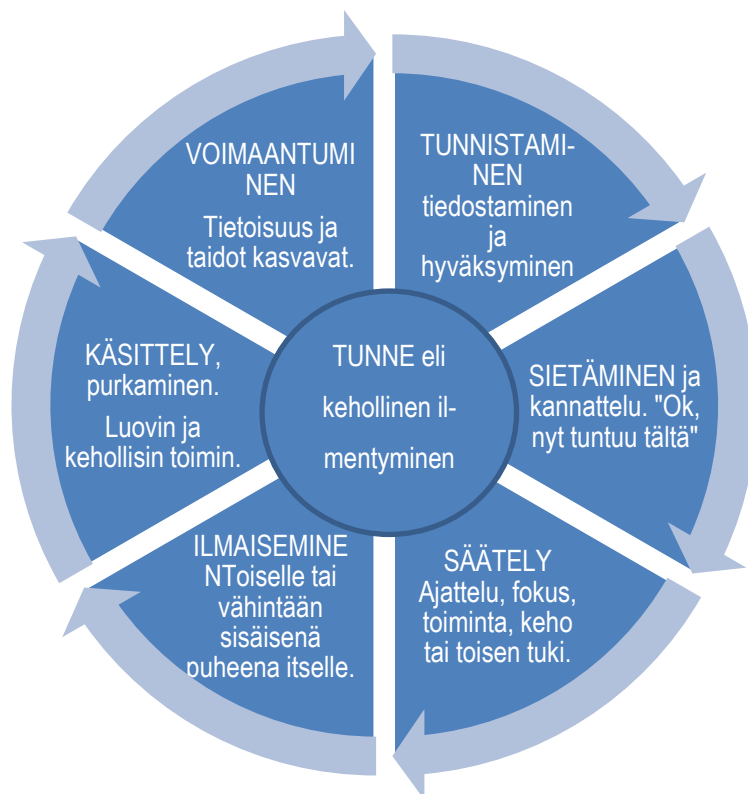 VOIMAANTUMI
NEN
Tietoisuus ja
taidot kasvavat.
TUNNISTAMI-
NEN
tiedostaminen
ja
hyväksyminen
SIETÄMINEN ja
kannattelu. "Ok,
nyt tuntuu tältä"
SÄÄTELY
Ajattelu, fokus,
toiminta, keho
tai toisen tuki.
ILMAISEMINE
NToiselle tai
vähintään
sisäisenä
puheena itselle.
KÄSITTELY,
purkaminen.
Luovin ja
kehollisin toimin.
TUNNE eli
kehollinen il-
mentyminen